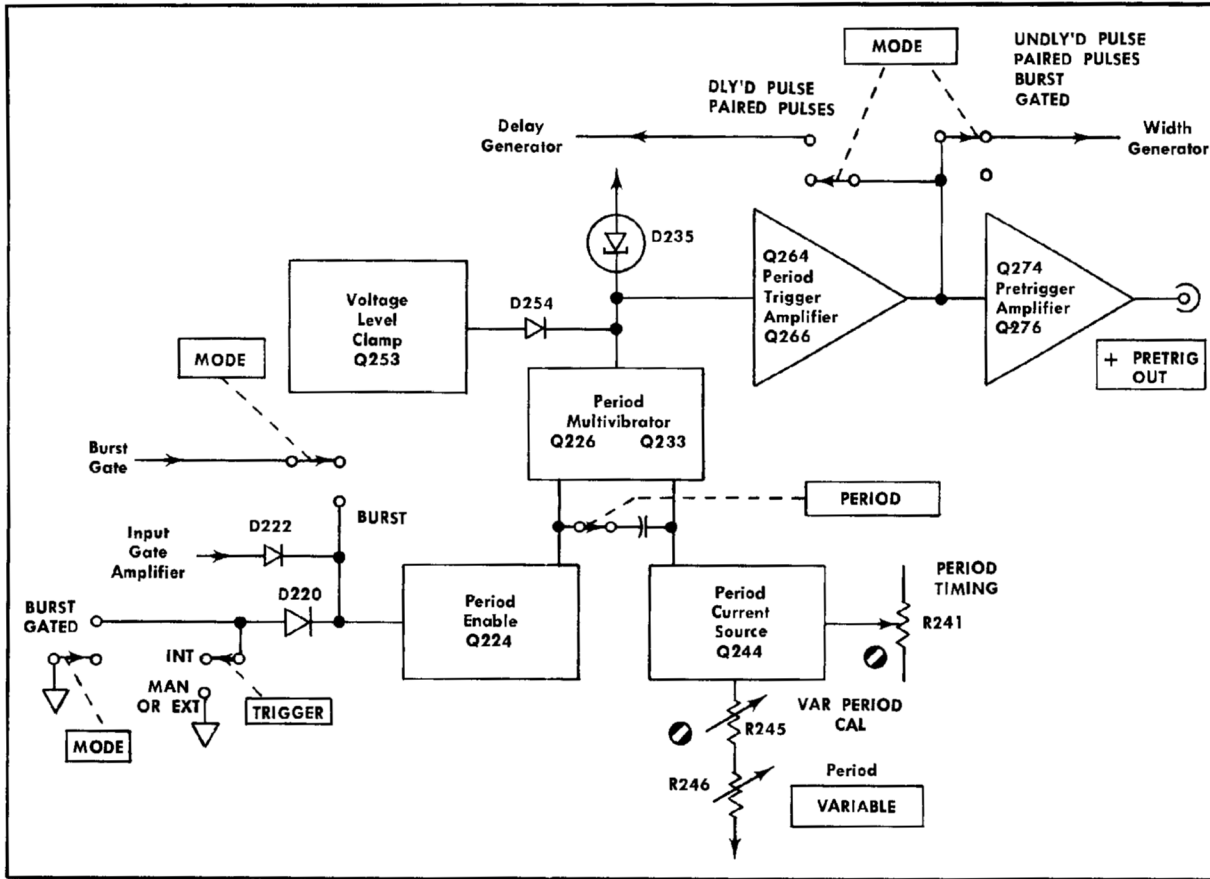 MODE
UNDLY'D PULSE
PAIRED PULSES
BURST
GATED
DLY'D PULSE
PAIRED PULSES
Delay
Generator
Width
Generator
D235
Q264
Period
Trigger
Amplifier
Q266
Q274
Pretrigger
Amplifier
Q276
+ PRETRIG
OUT
Voltage
Level
Clamp
Q253
D254
MODE
Period
Multivibrator
Q226 Q233
Burst
Gate
BURST
PERIOD
Input
Gate
Amplifier
D222
D220
BURST
GATED
INT
MAN
OR EXT
TRIGGER
MODE
Period
Enable
Q224
Period
Current
Source
Q244
PERIOD
TIMING
R241
VAR PERIOD
CAL
R245
R246
Period
VARIABLE